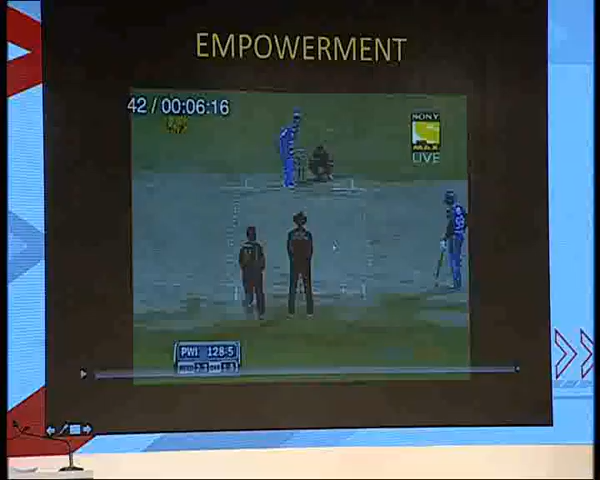 EMPOWERMENT
42 / 00:06:16
SONY
MAX
LIVE
PWI 128-5